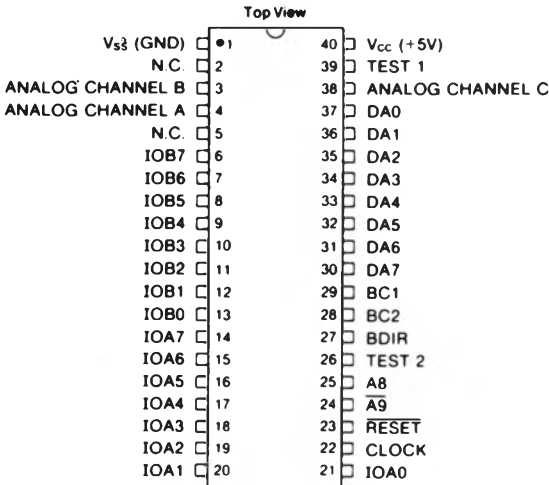 Top View
Vss (GND) 1 40 Vcc (+5V)
N.C. 2 39 TEST 1
ANALOG CHANNEL B 3 38 ANALOG CHANNEL C
ANALOG CHANNEL A 4 37 DA0
N.C. 5 36 DA1
IOB7 6 35 DA2
IOB6 7 34 DA3
IOB5 8 33 DA4
IOB4 9 32 DA5
IOB3 10 31 DA6
IOB2 11 30 DA7
IOB1 12 29 BC1
IOB0 13 28 BC2
IOA7 14 27 BDIR
IOA6 15 26 TEST 2
IOA5 16 25 A8
IOA4 17 24 A̅9̅
IOA3 18 23 R̅E̅S̅E̅T̅
IOA2 19 22 CLOCK
IOA1 20 21 IOA0